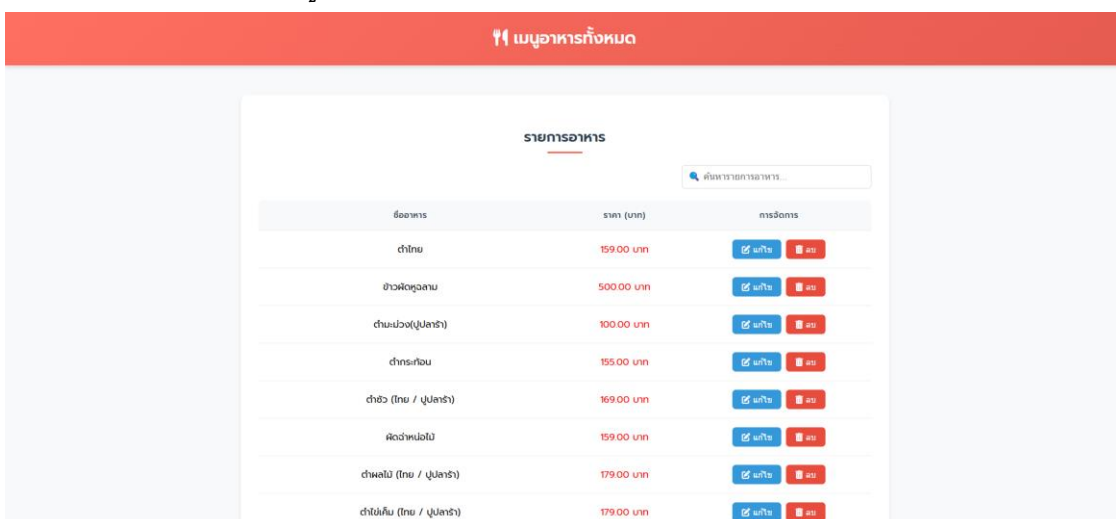 เมนูอาหารทั้งหมด
รายการอาหาร
ค้นหารายการอาหาร...
ชื่ออาหาร ราคา (บาท) การจัดการ
ตำไทย 159.00 บาท แก้ไข ลบ
ข้าวผัดหูฉลาม 500.00 บาท แก้ไข ลบ
ตำมะม่วง(ปูปลาร้า) 100.00 บาท แก้ไข ลบ
ตำกระท้อน 155.00 บาท แก้ไข ลบ
ตำซัว (ไทย / ปูปลาร้า) 169.00 บาท แก้ไข ลบ
ผัดฉ่าหน่อไม้ 159.00 บาท แก้ไข ลบ
ตำผลไม้ (ไทย / ปูปลาร้า) 179.00 บาท แก้ไข ลบ
ตำไข่เค็ม (ไทย / ปูปลาร้า) 179.00 บาท แก้ไข ลบ